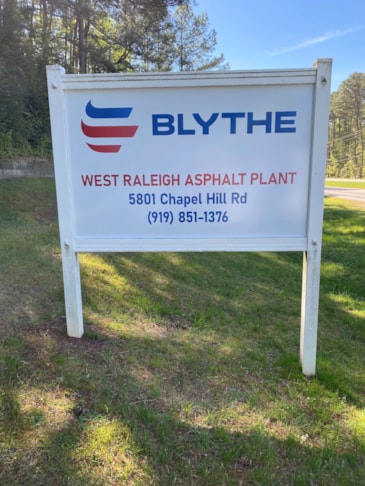 BLYTHE
WEST RALEIGH ASPHALT PLANT
5801 Chapel Hill Rd
(919) 851-1376